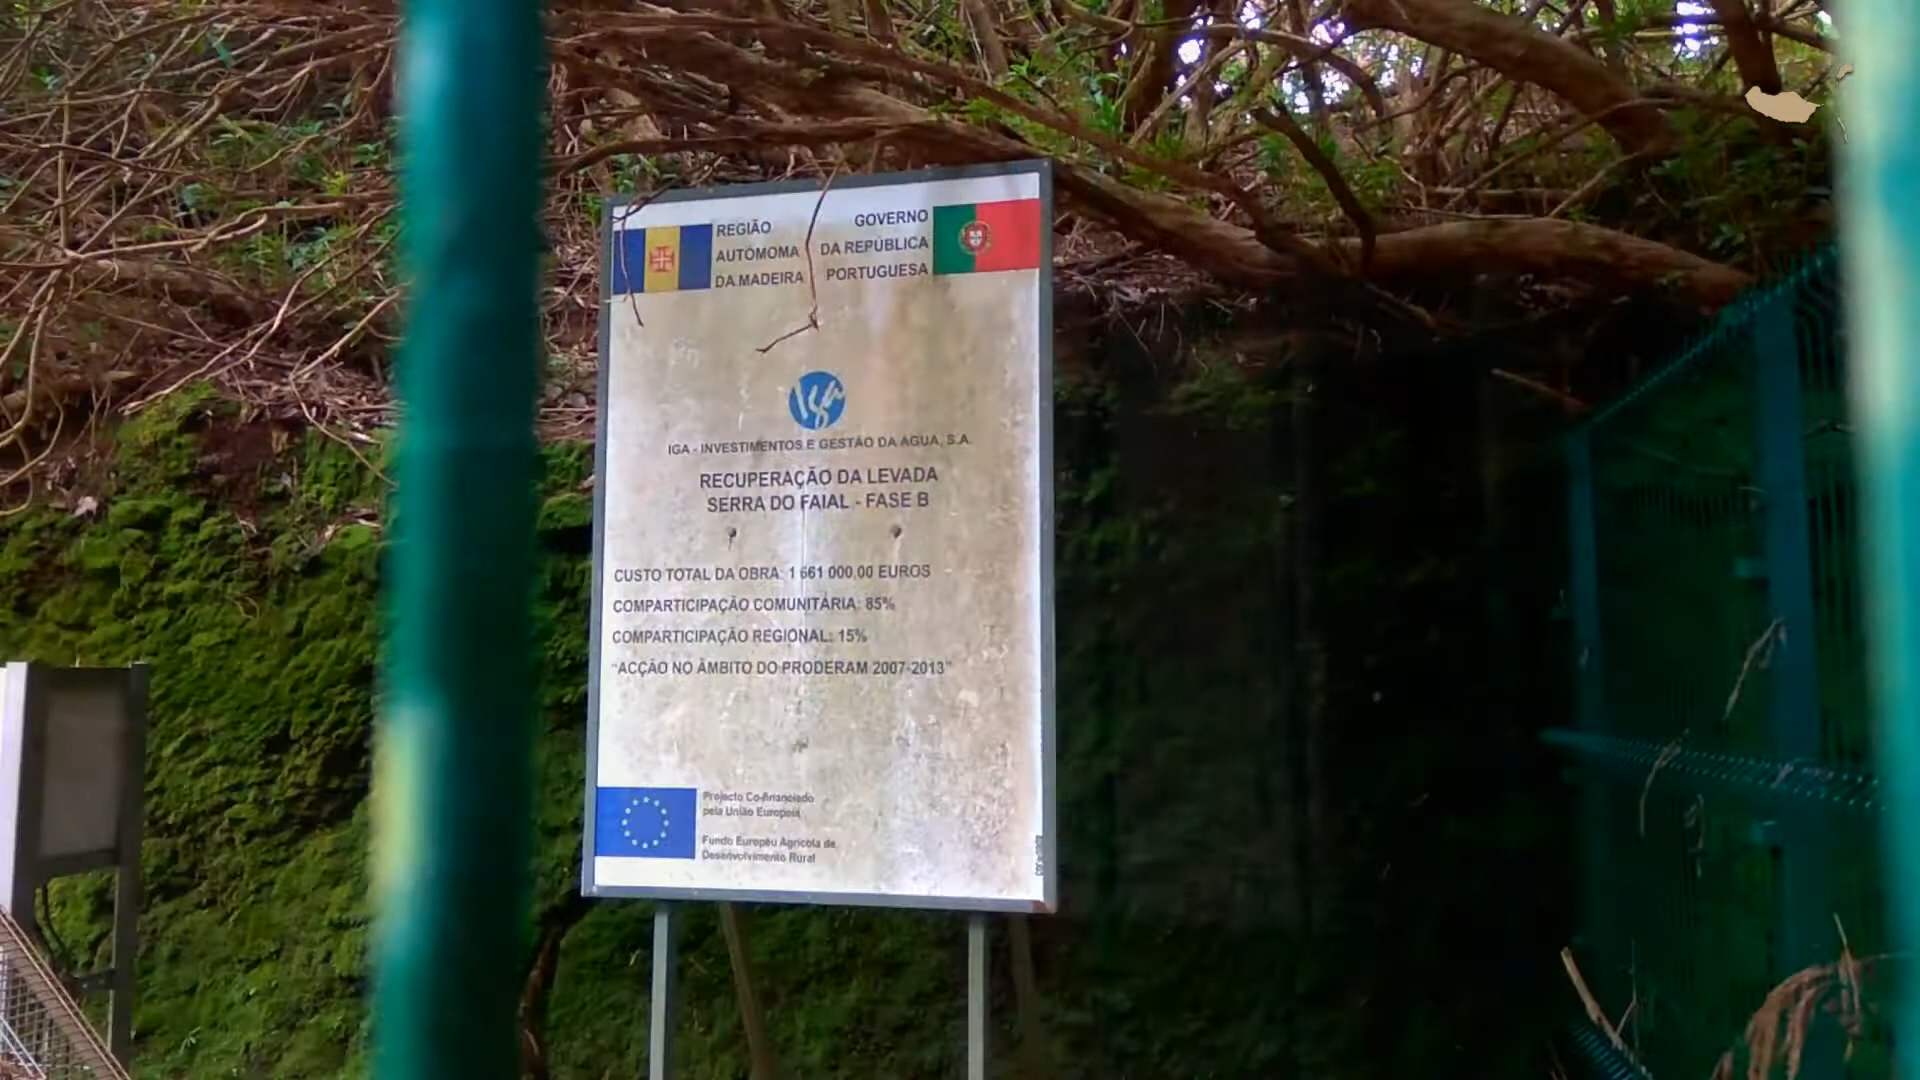 REGIÃO
AUTÓMOMA
DA MADEIRA
GOVERNO
DA REPÚBLICA
PORTUGUESA
iga
IGA - INVESTIMENTOS E GESTÃO DA ÁGUA, S.A.
RECUPERAÇÃO DA LEVADA
SERRA DO FAIAL - FASE B
CUSTO TOTAL DA OBRA: 1 661 000,00 EUROS
COMPARTICIPAÇÃO COMUNITÁRIA: 85%
COMPARTICIPAÇÃO REGIONAL: 15%
“ACÇÃO NO ÂMBITO DO PRODERAM 2007-2013”
Projecto Co-financiado
pela União Europeia
Fundo Europeu Agrícola de
Desenvolvimento Rural